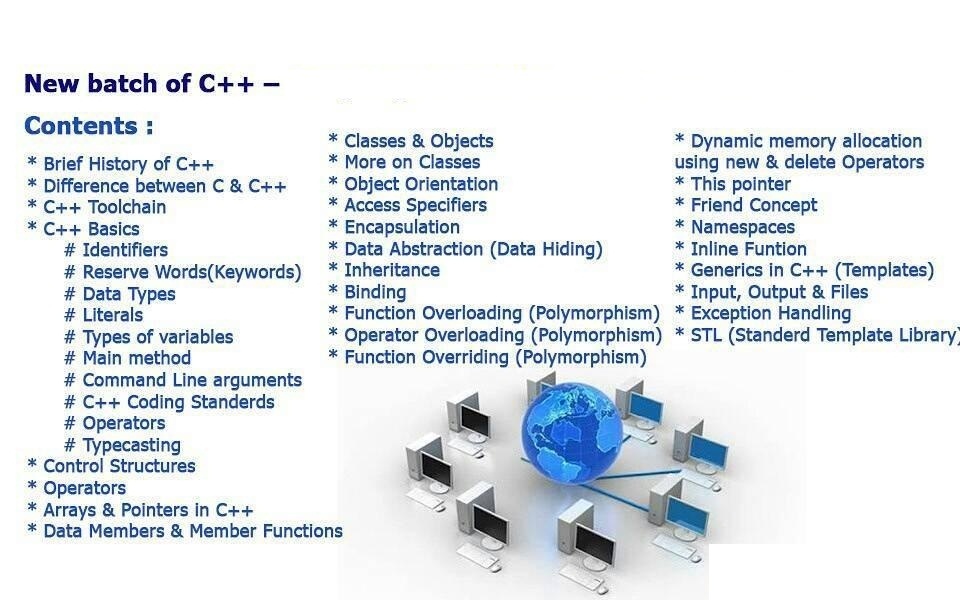 New batch of C++ –
Contents :
* Brief History of C++
* Difference between C & C++
* C++ Toolchain
* C++ Basics
# Identifiers
# Reserve Words(Keywords)
# Data Types
# Literals
# Types of variables
# Main method
# Command Line arguments
# C++ Coding Standerds
# Operators
# Typecasting
* Control Structures
* Operators
* Arrays & Pointers in C++
* Data Members & Member Functions
* Classes & Objects
* More on Classes
* Object Orientation
* Access Specifiers
* Encapsulation
* Data Abstraction (Data Hiding)
* Inheritance
* Binding
* Function Overloading (Polymorphism)
* Operator Overloading (Polymorphism)
* Function Overriding (Polymorphism)
* Dynamic memory allocation
using new & delete Operators
* This pointer
* Friend Concept
* Namespaces
* Inline Funtion
* Generics in C++ (Templates)
* Input, Output & Files
* Exception Handling
* STL (Standerd Template Library)